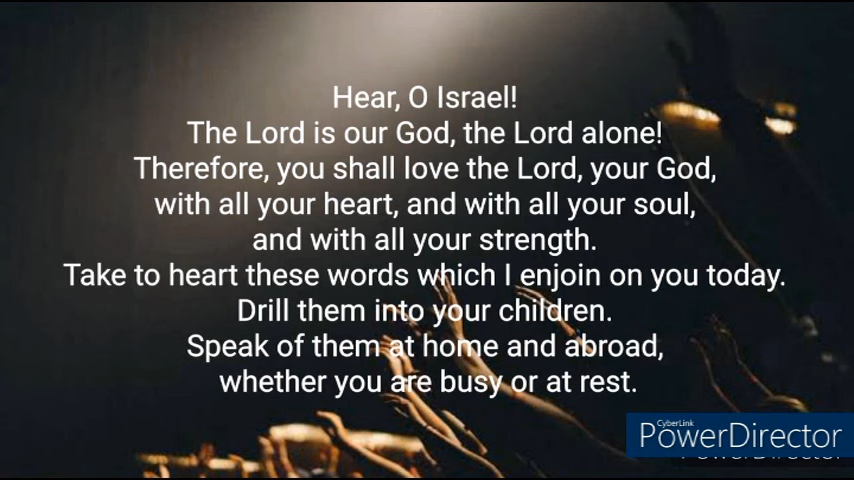 Hear, O Israel!
The Lord is our God, the Lord alone!
Therefore, you shall love the Lord, your God,
with all your heart, and with all your soul,
and with all your strength.
Take to heart these words which I enjoin on you today.
Drill them into your children.
Speak of them at home and abroad,
whether you are busy or at rest.
CyberLink
PowerDirector
PowerDirector